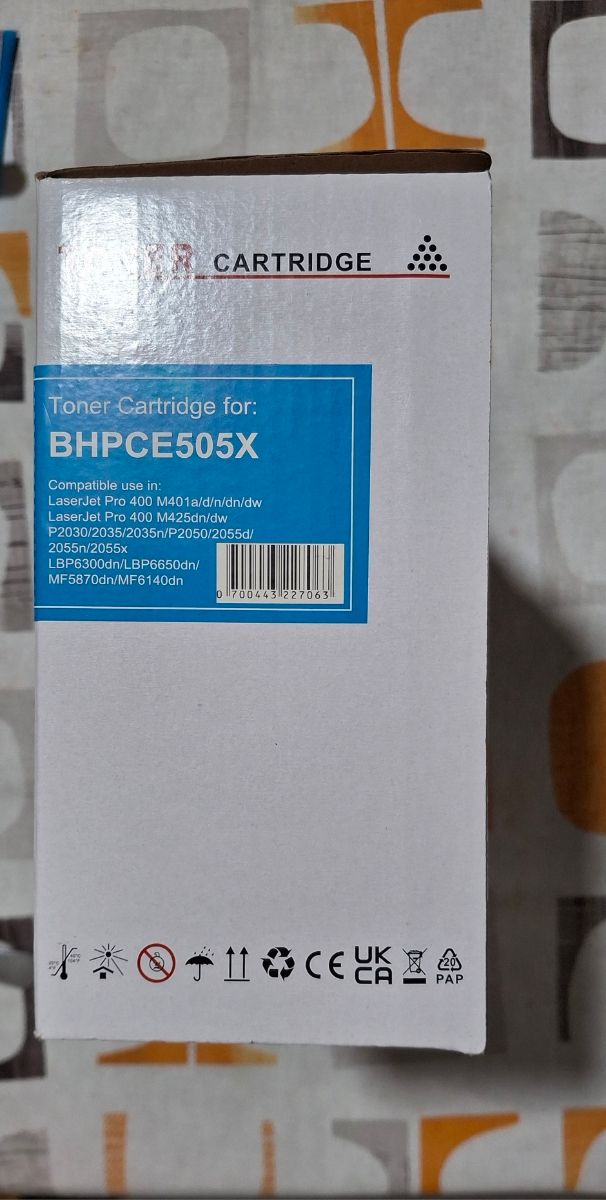 TONER CARTRIDGE
Toner Cartridge for:
BHPCE505X
Compatible use in:
LaserJet Pro 400 M401a/d/n/dn/dw
LaserJet Pro 400 M425dn/dw
P2030/2035/2035n/P2050/2055d/
2055n/2055x
LBP6300dn/LBP6650dn/
MF5870dn/MF6140dn
0 700443 227063
UK
CA
CE
20
PAP